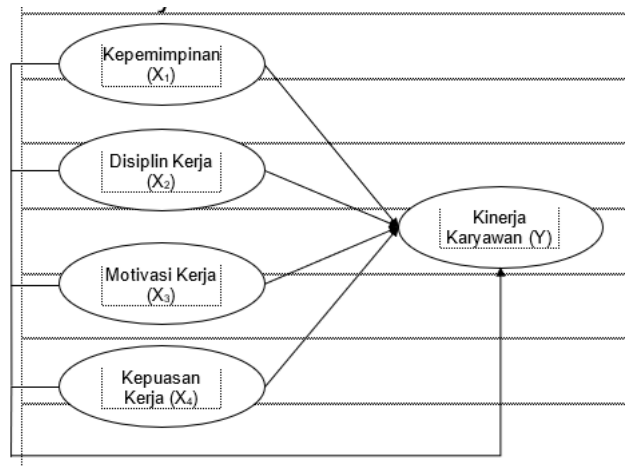 Kepemimpinan
(X₁)
Disiplin Kerja
(X₂)
Kinerja
Karyawan (Y)
Motivasi Kerja
(X₃)
Kepuasan
Kerja (X₄)